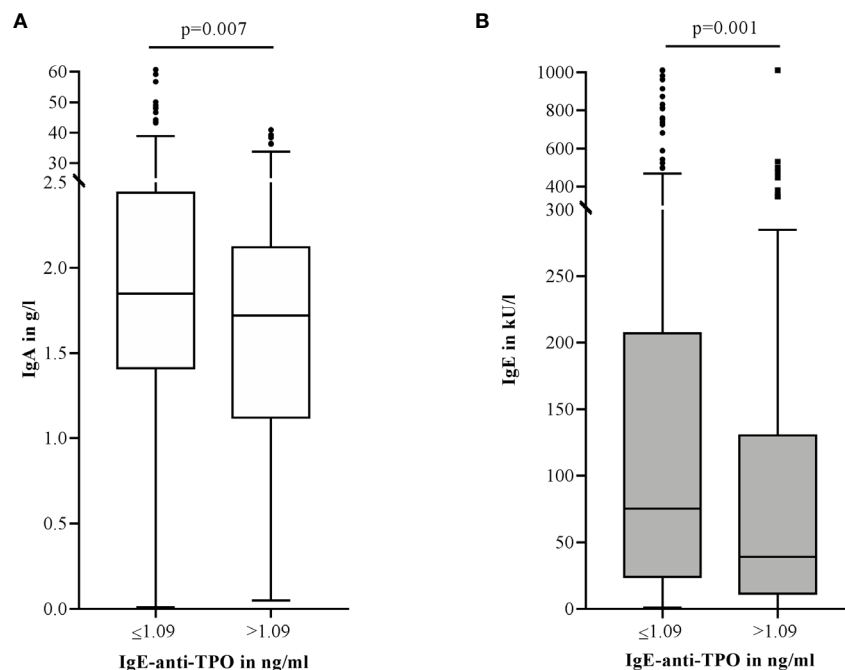 A
p=0.007
60
50
40
30
2.5
2.0
1.5
1.0
0.5
0.0
IgA in g/l
≤1.09 >1.09
IgE-anti-TPO in ng/ml
B
p=0.001
1000
800
600
400
300
250
200
150
100
50
0
IgE in kU/l
≤1.09 >1.09
IgE-anti-TPO in ng/ml